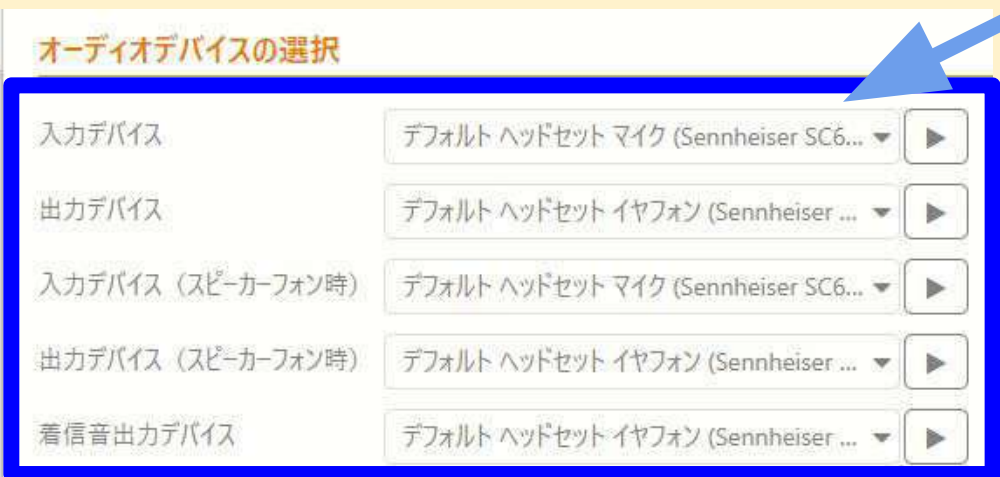 オーディオデバイスの選択
入力デバイス デフォルト ヘッドセット マイク (Sennheiser SC6...
出力デバイス デフォルト ヘッドセット イヤフォン (Sennheiser ...
入力デバイス（スピーカーフォン時） デフォルト ヘッドセット マイク (Sennheiser SC6...
出力デバイス（スピーカーフォン時） デフォルト ヘッドセット イヤフォン (Sennheiser ...
着信音出力デバイス デフォルト ヘッドセット イヤフォン (Sennheiser ...